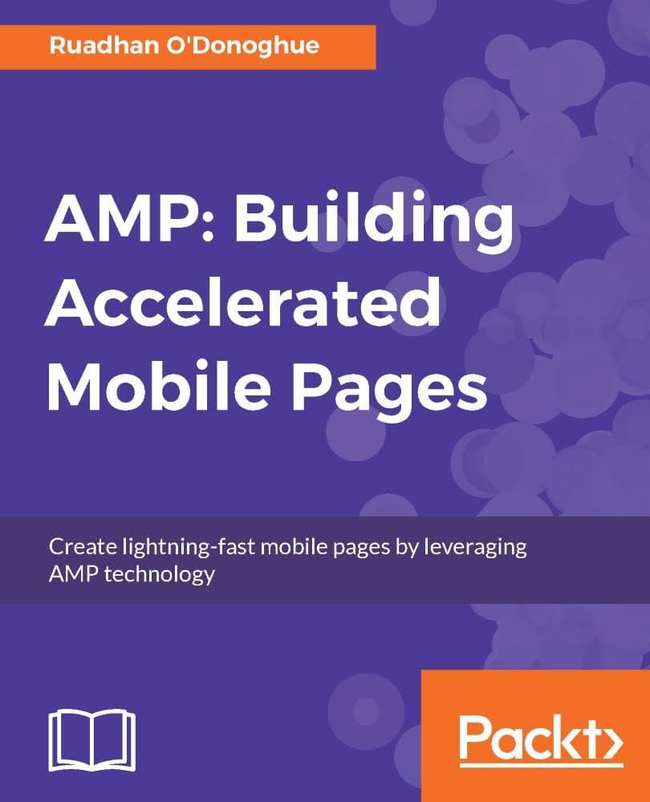 Ruadhan O'Donoghue
AMP: Building
Accelerated
Mobile Pages
Create lightning-fast mobile pages by leveraging
AMP technology
Packt>